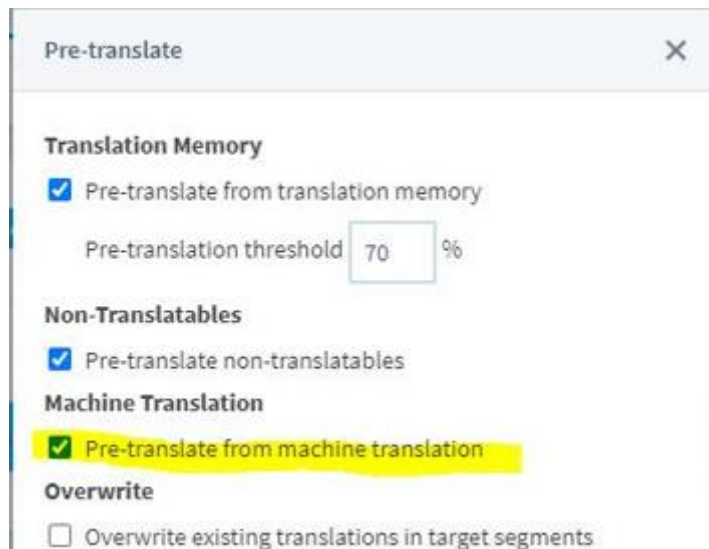 Pre-translate
Translation Memory
Pre-translate from translation memory
Pre-translation threshold 70 %
Non-Translatables
Pre-translate non-translatables
Machine Translation
Pre-translate from machine translation
Overwrite
Overwrite existing translations in target segments